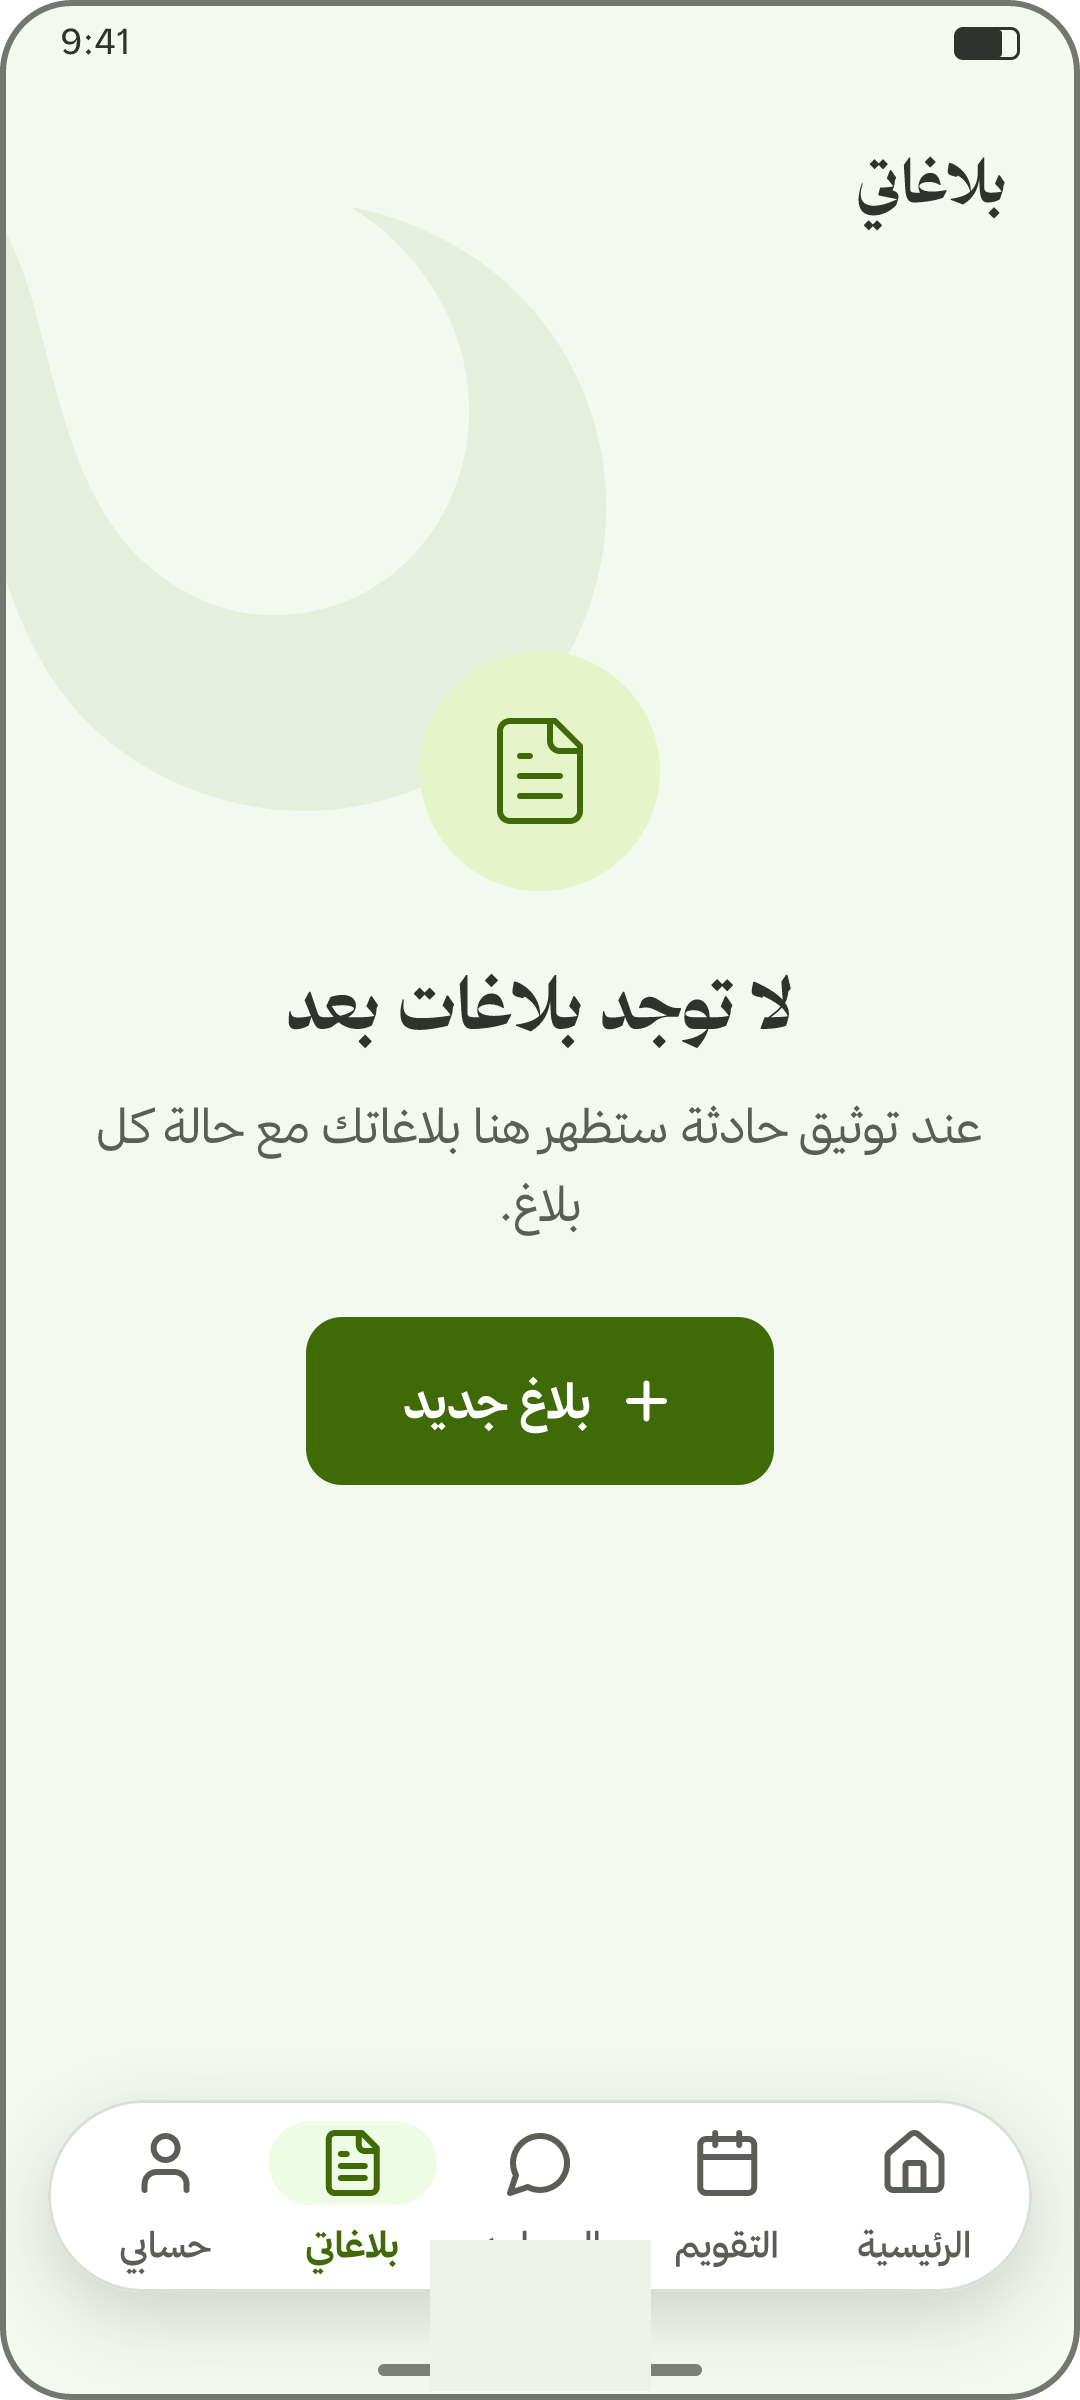 9:41
بلاغاتي
لا توجد بلاغات بعد
عند توثيق حادثة ستظهر هنا بلاغاتك مع حالة كل
بلاغ.
بلاغ جديد
الرئيسية
التقويم
بلاغاتي
حسابي